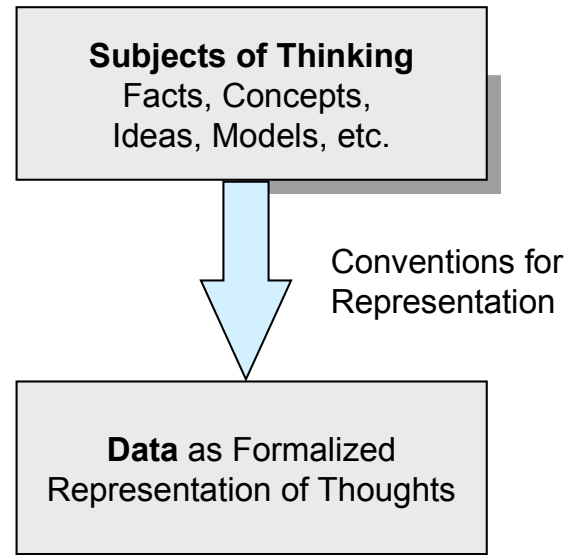 Subjects of Thinking
Facts, Concepts,
Ideas, Models, etc.
Conventions for
Representation
Data as Formalized
Representation of Thoughts